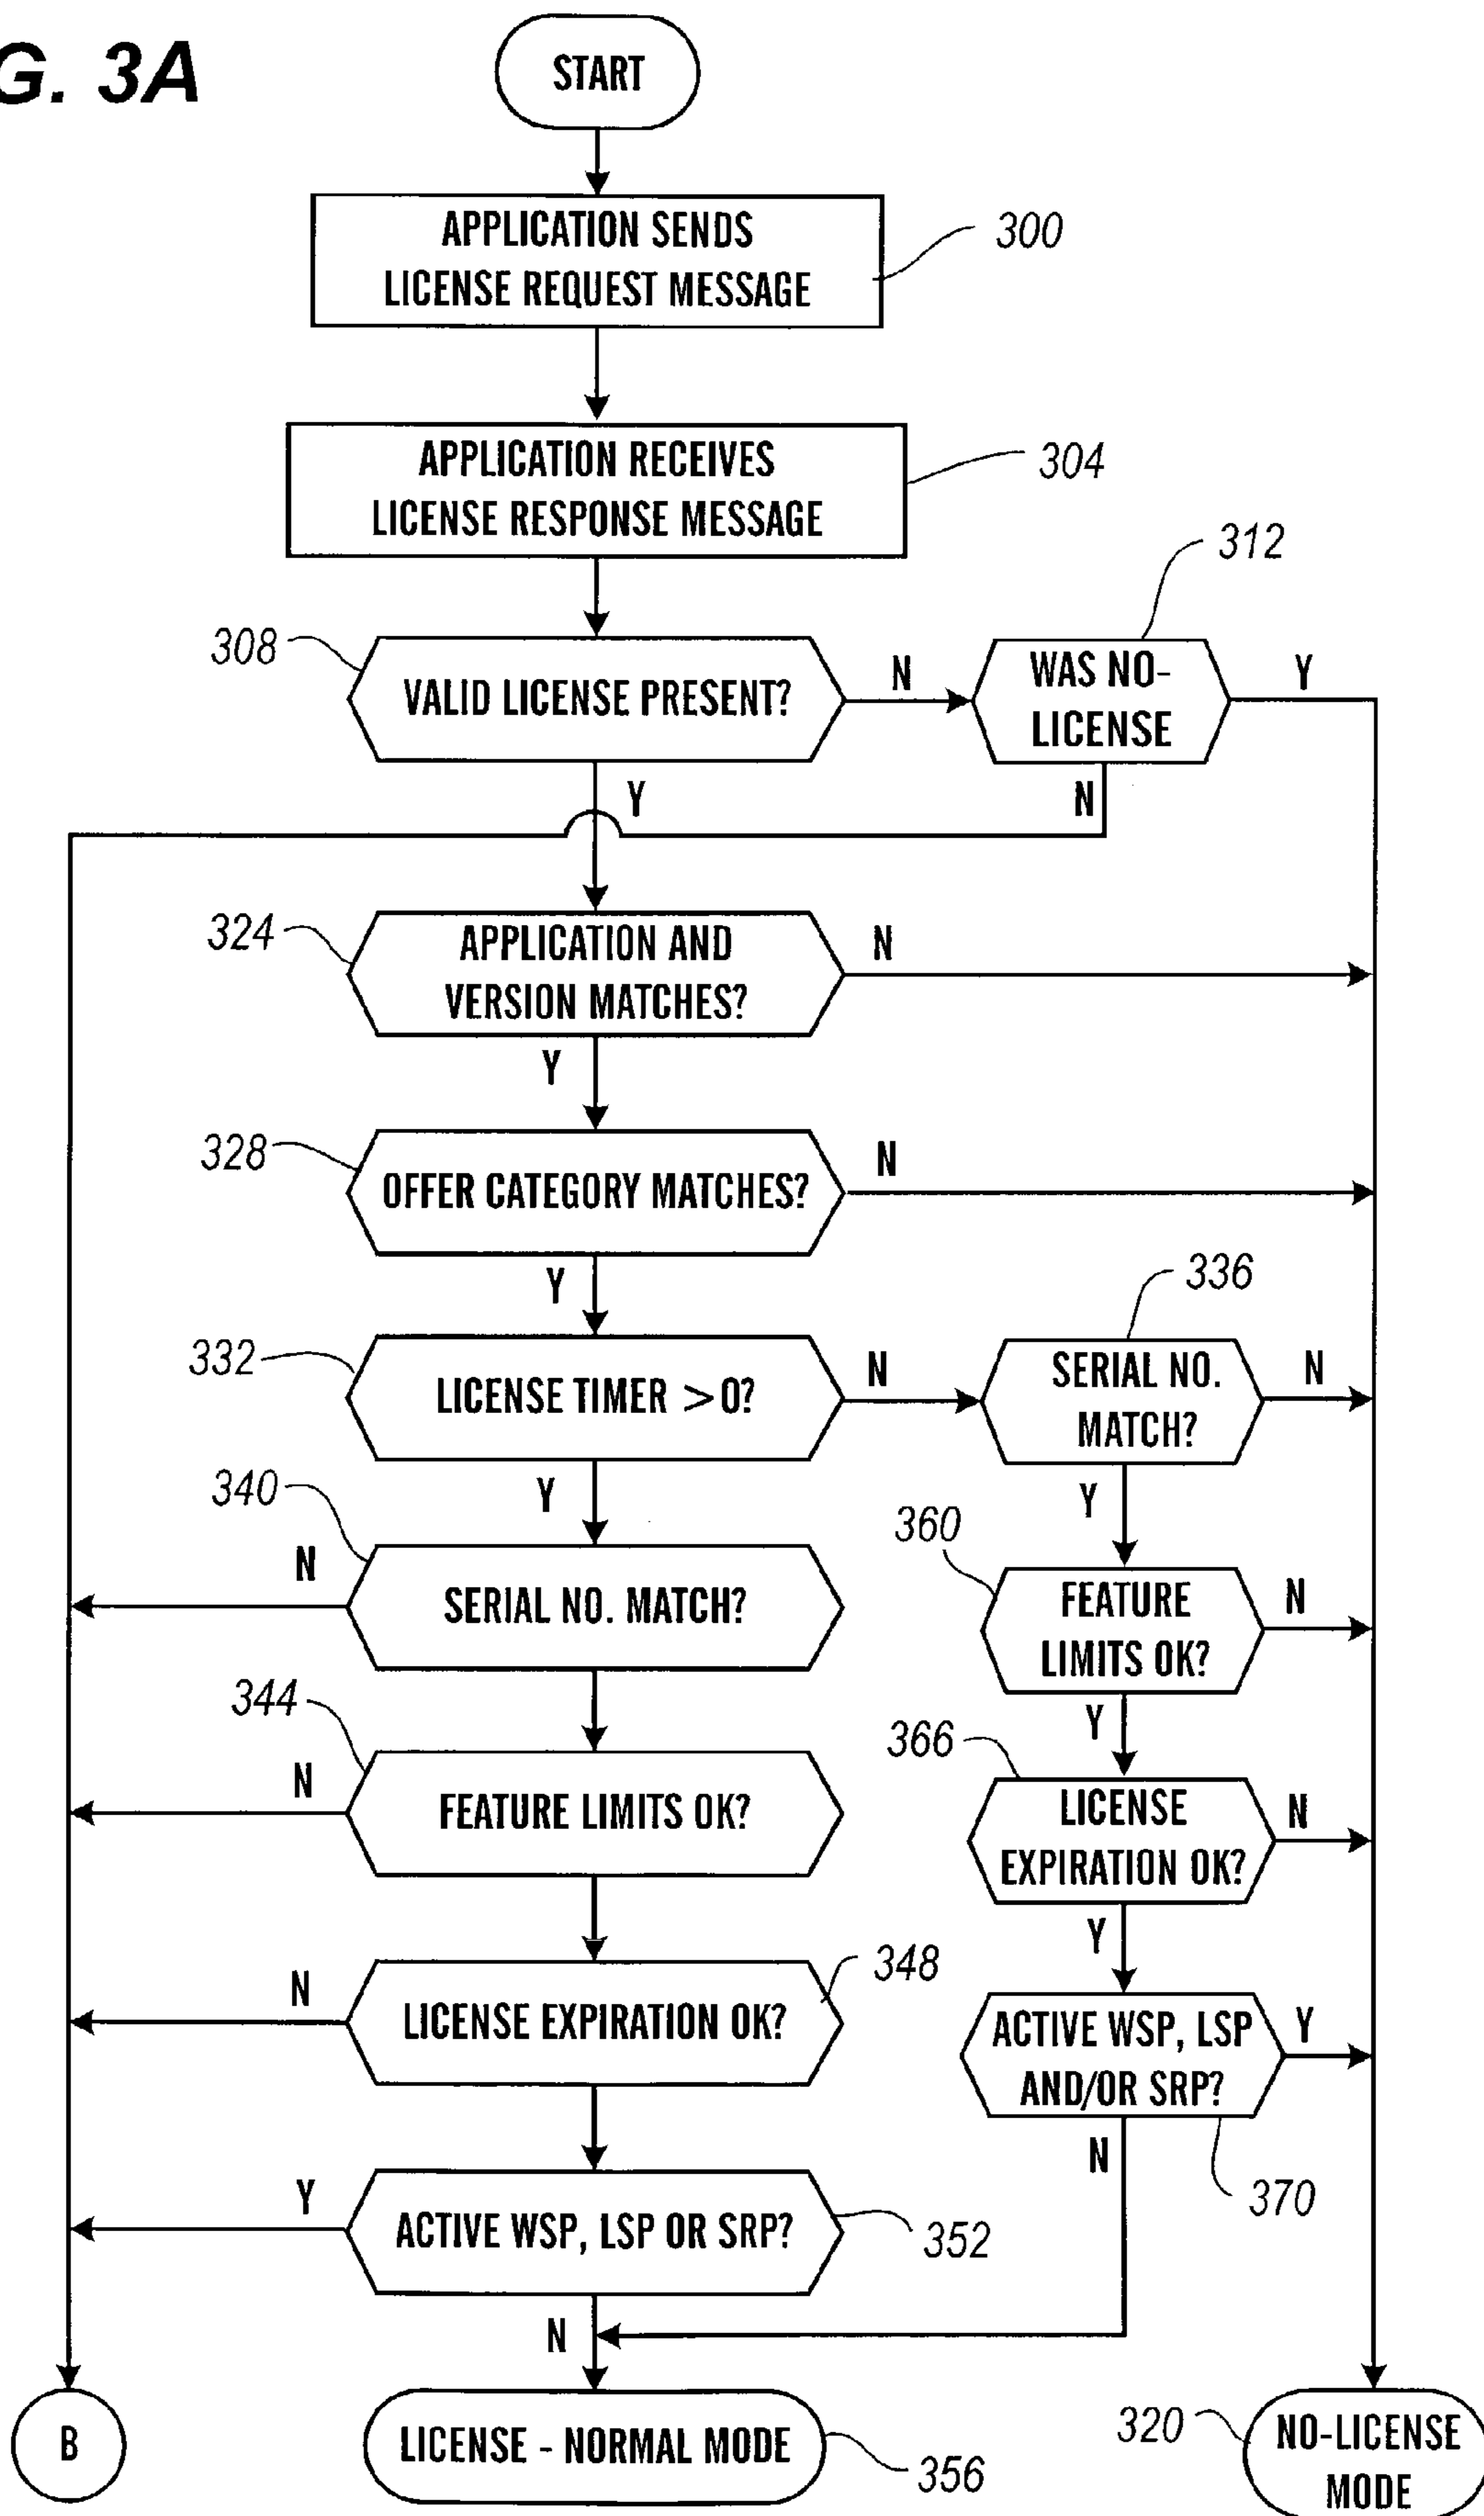 G. 3A
START
APPLICATION SENDS
LICENSE REQUEST MESSAGE
300
APPLICATION RECEIVES
LICENSE RESPONSE MESSAGE
304
312
308
VALID LICENSE PRESENT?
N
WAS NO-
LICENSE
Y
Y
N
324
APPLICATION AND
VERSION MATCHES?
N
Y
328
OFFER CATEGORY MATCHES?
N
Y
336
332
LICENSE TIMER > 0?
N
SERIAL NO.
MATCH?
N
Y
Y
340
N
SERIAL NO. MATCH?
360
FEATURE
LIMITS OK?
N
Y
344
N
FEATURE LIMITS OK?
366
LICENSE
EXPIRATION OK?
N
Y
348
N
LICENSE EXPIRATION OK?
ACTIVE WSP, LSP
AND/OR SRP?
Y
N
370
Y
ACTIVE WSP, LSP OR SRP?
352
N
B
LICENSE - NORMAL MODE
356
320
NO-LICENSE
MODE